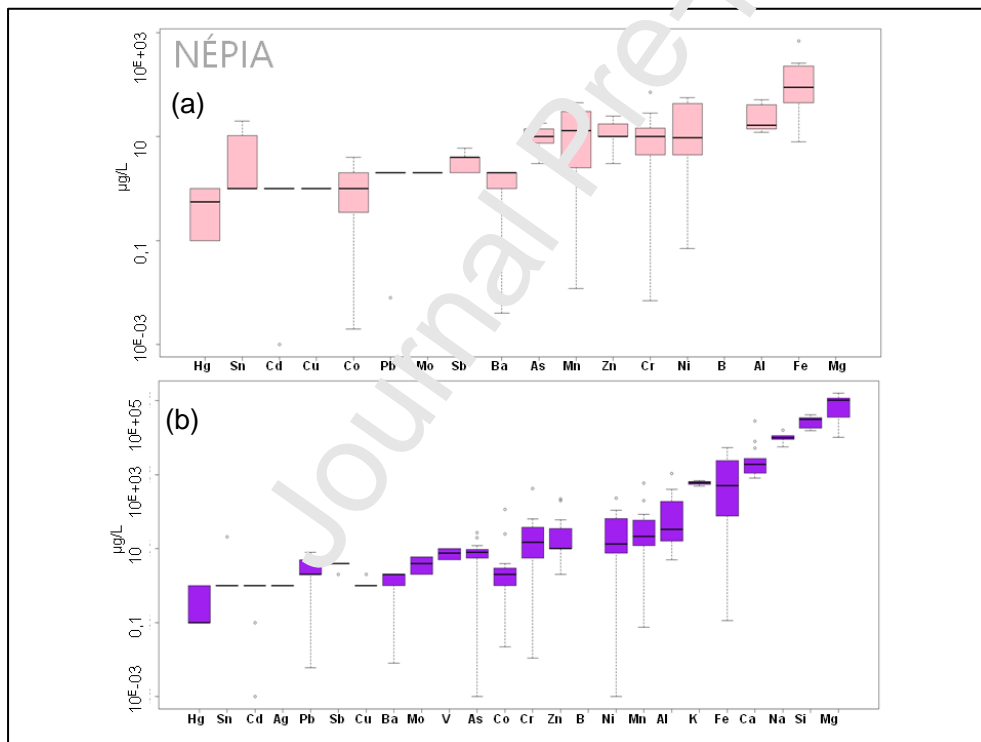 NÉPIA
(a)
10ᴱ+03
10
0,1
10ᴱ-03
µg/L
Hg Sn Cd Cu Co Pb Mo Sb Ba As Mn Zn Cr Ni B Al Fe Mg
(b)
10ᴱ+05
10ᴱ+03
10
0,1
10ᴱ-03
µg/L
Hg Sn Cd Ag Pb Sb Cu Ba Mo V As Co Cr Zn B Ni Mn Al K Fe Ca Na Si Mg
Journal Pre-